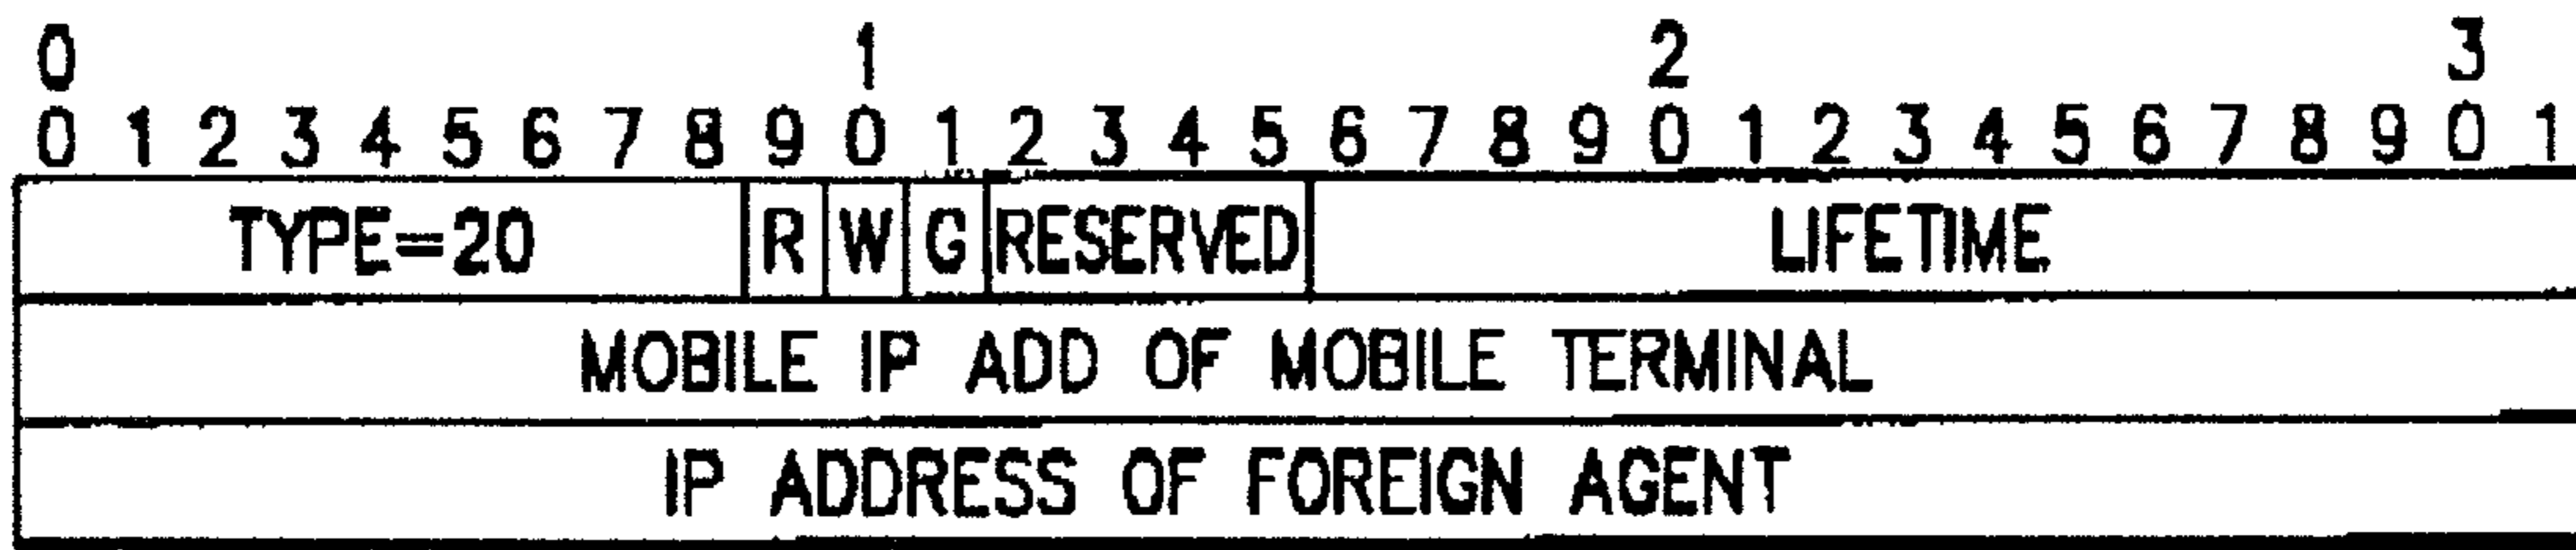 0 1 2 3
0 1 2 3 4 5 6 7 8 9 0 1 2 3 4 5 6 7 8 9 0 1 2 3 4 5 6 7 8 9 0 1
TYPE=20 R W G RESERVED LIFETIME
MOBILE IP ADD OF MOBILE TERMINAL
IP ADDRESS OF FOREIGN AGENT